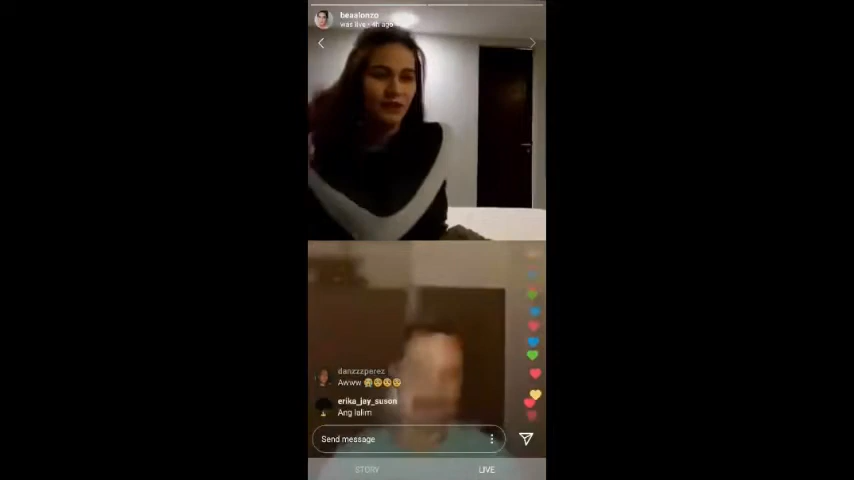 beaalonzo
was live • 4h ago
danzzzperez
Awww 😭🥺🥺🥺
erika_jay_suson
Ang lalim
Send message
STORY
LIVE